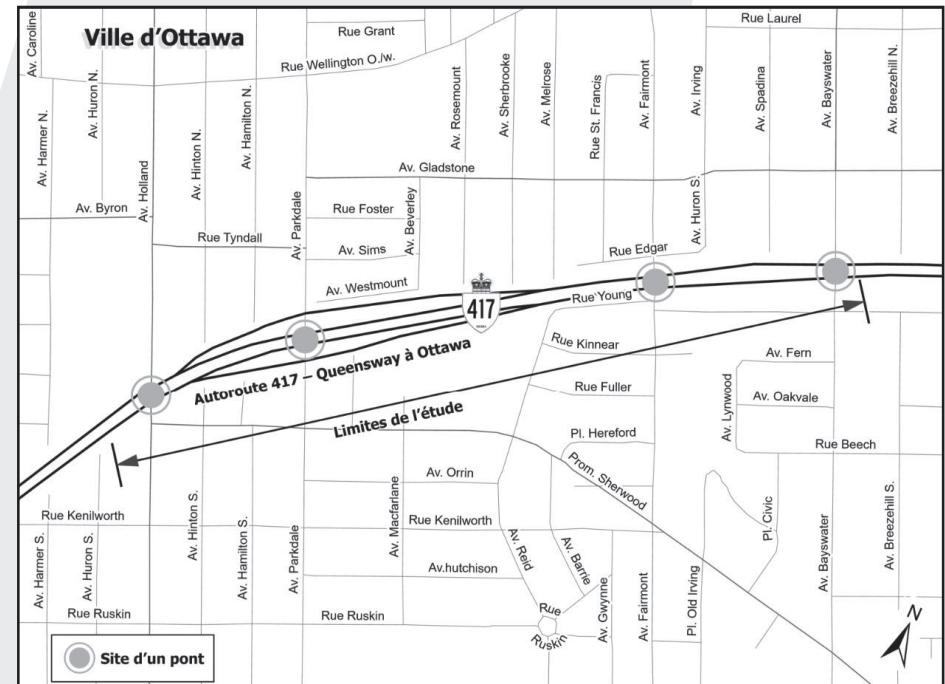 Ville d'Ottawa
Rue Grant
Rue Laurel
Rue Wellington O./w.
Av. Caroline
Av. Harmer N.
Av. Huron N.
Av. Holland
Av. Hinton N.
Av. Hamilton N.
Av. Parkdale
Av. Rosemount
Av. Sherbrooke
Av. Melrose
Rue St. Francis
Av. Fairmont
Av. Irving
Av. Spadina
Av. Bayswater
Av. Breezehill N.
Av. Gladstone
Av. Byron
Rue Foster
Av. Beverley
Av. Huron S.
Rue Tyndall
Av. Sims
Rue Edgar
Av. Westmount
417
Rue Young
Autoroute 417 – Queensway à Ottawa
Rue Kinnear
Av. Fern
Limites de l'étude
Rue Fuller
Av. Lynwood
Av. Oakvale
Pl. Hereford
Rue Beech
Av. Orrin
Prom. Sherwood
Rue Kenilworth
Av. Hinton S.
Av. Hamilton S.
Av. Parkdale
Av. Macfarlane
Rue Kenilworth
Pl. Civic
Av. Harmer S.
Av. Huron S.
Av. Reid
Av. Barrie
Av. Bayswater
Av. Breezehill S.
Av.hutchison
Av. Gwynne
Av. Fairmont
Pl. Old Irving
Rue Ruskin
Rue Ruskin
Rue
Ruskin
N
Site d'un pont